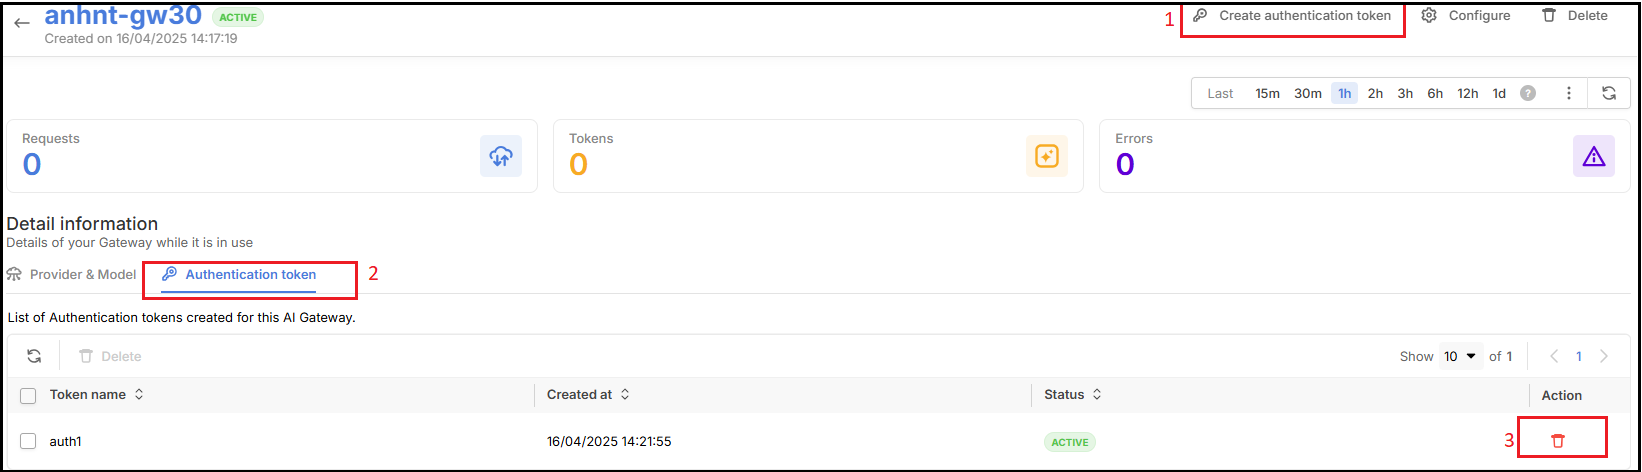 anhnt-gw30 ACTIVE
1 Create authentication token Configure Delete
Created on 16/04/2025 14:17:19
Last 15m 30m 1h 2h 3h 6h 12h 1d ?
Requests
0
Tokens
0
Errors
0
Detail information
Details of your Gateway while it is in use
Provider & Model Authentication token 2
List of Authentication tokens created for this AI Gateway.
Delete Show 10 of 1 1
Token name Created at Status Action
auth1 16/04/2025 14:21:55 ACTIVE 3